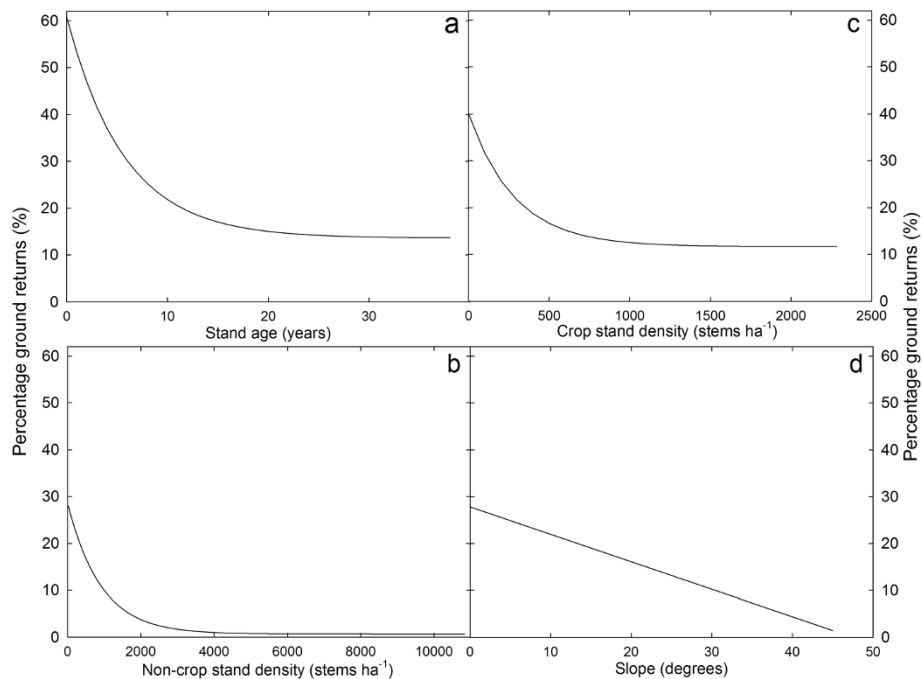 60
50
40
30
20
10
0
a
0 10 20 30
Stand age (years)
c
60
50
40
30
20
10
0
0 500 1000 1500 2000 2500
Crop stand density (stems ha⁻¹)
Percentage ground returns (%)
Percentage ground returns (%)
60
50
40
30
20
10
0
b
0 2000 4000 6000 8000 10000
Non-crop stand density (stems ha⁻¹)
d
60
50
40
30
20
10
0
0 10 20 30 40 50
Slope (degrees)